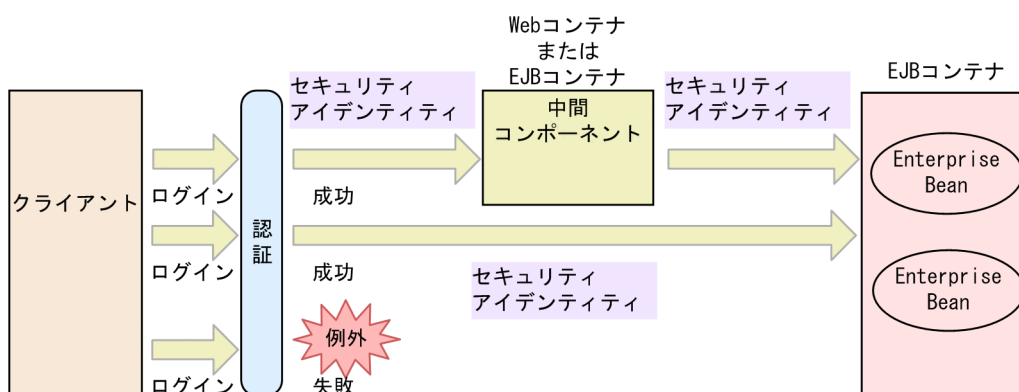 Webコンテナ
または
EJBコンテナ
EJBコンテナ
セキュリティ
アイデンティティ
中間
コンポーネント
セキュリティ
アイデンティティ
Enterprise
Bean
クライアント
ログイン
成功
認証
ログイン
成功
セキュリティ
アイデンティティ
Enterprise
Bean
例外
ログイン
失敗